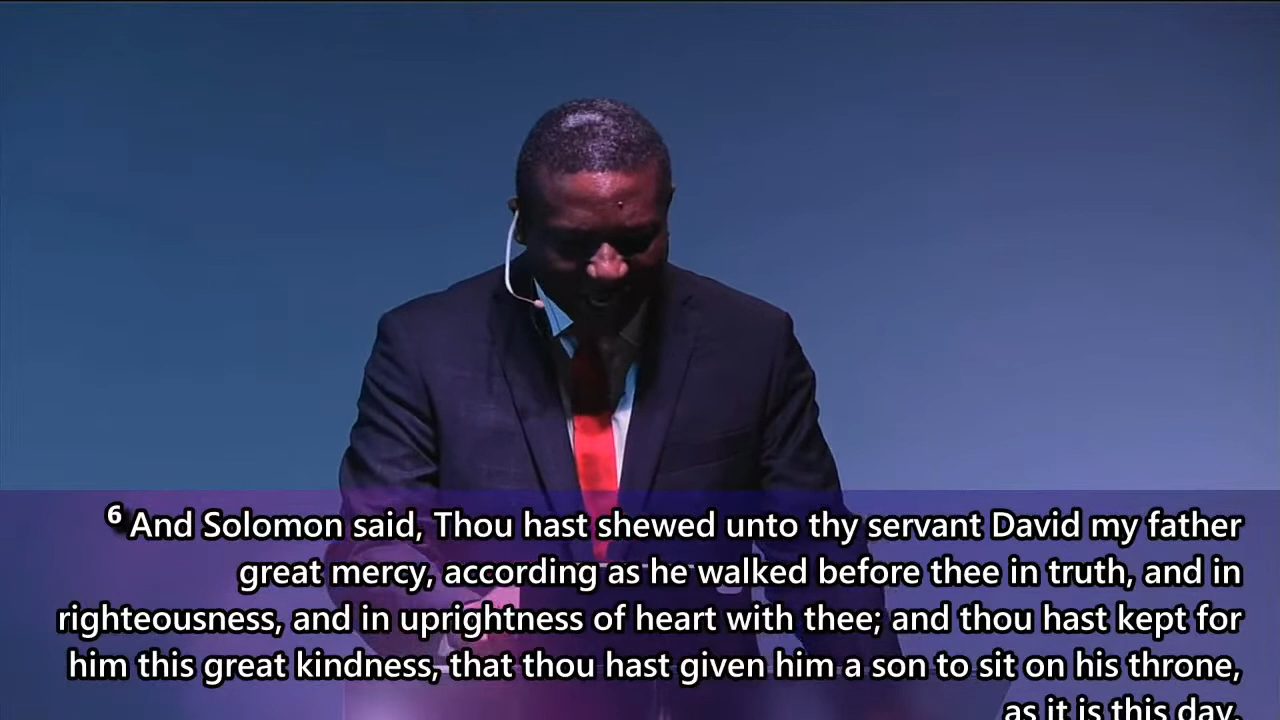 6 And Solomon said, Thou hast shewed unto thy servant David my father
great mercy, according as he walked before thee in truth, and in
righteousness, and in uprightness of heart with thee; and thou hast kept for
him this great kindness, that thou hast given him a son to sit on his throne,
as it is this day.